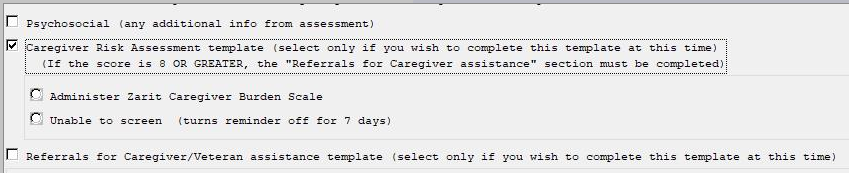 Psychosocial (any additional info from assessment)
Caregiver Risk Assessment template (select only if you wish to complete this template at this time)
(If the score is 8 OR GREATER, the "Referrals for Caregiver assistance" section must be completed)
Administer Zarit Caregiver Burden Scale
Unable to screen (turns reminder off for 7 days)
Referrals for Caregiver/Veteran assistance template (select only if you wish to complete this template at this time)